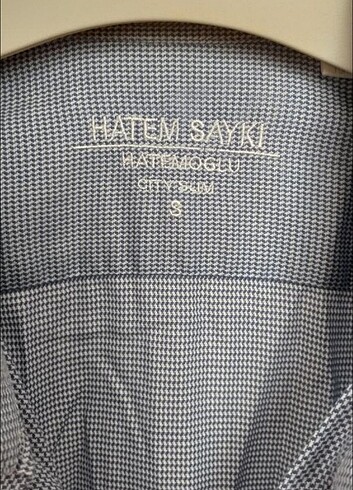 HATEM SAYKI
HATEMOGLU
CITY SLIM
S